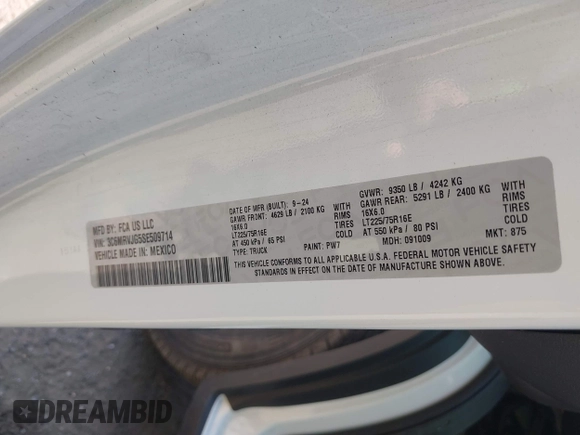 MFD BY: FCA US LLC
DATE OF MFR (BUILT): 9-24
GVWR: 9350 LB / 4242 KG
GAWR FRONT: 4629 LB / 2100 KG WITH
GAWR REAR: 5291 LB / 2400 KG WITH
16X6.0 RIMS
16X6.0 RIMS
LT225/75R16E TIRES
LT225/75R16E TIRES
AT 450 kPa / 65 PSI COLD
AT 550 kPa / 80 PSI COLD
VEHICLE MADE IN: MEXICO
TYPE: TRUCK
PAINT: PW7
MDH: 091009
MKT: 875
THIS VEHICLE CONFORMS TO ALL APPLICABLE U.S.A. FEDERAL MOTOR VEHICLE SAFETY
STANDARDS IN EFFECT ON THE DATE OF MANUFACTURE SHOWN ABOVE.
DREAMBID